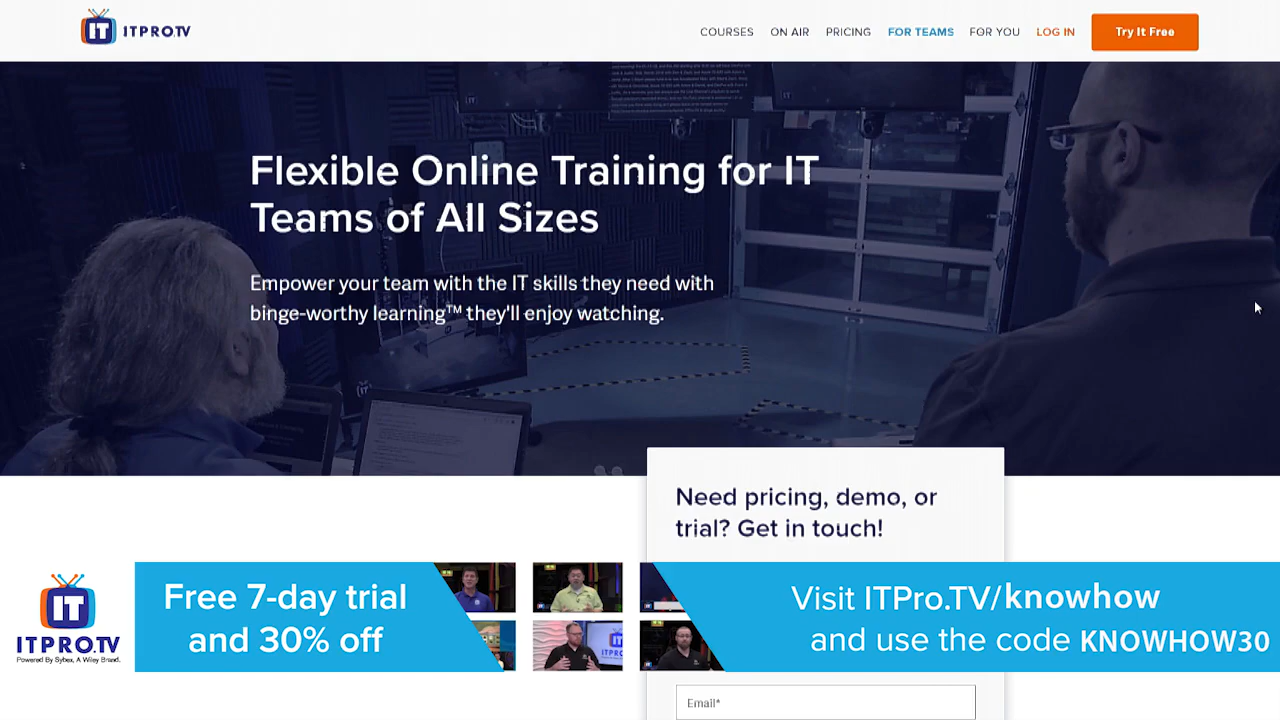 IT
ITPRO.TV
COURSES ON AIR PRICING FOR TEAMS FOR YOU LOG IN Try It Free
Flexible Online Training for IT
Teams of All Sizes
Empower your team with the IT skills they need with
binge-worthy learning™ they'll enjoy watching.
Need pricing, demo, or
trial? Get in touch!
IT
ITPRO.TV
Powered By Sybex, A Wiley Brand.
Free 7-day trial
and 30% off
Visit ITPro.TV/knowhow
and use the code KNOWHOW30
Email*